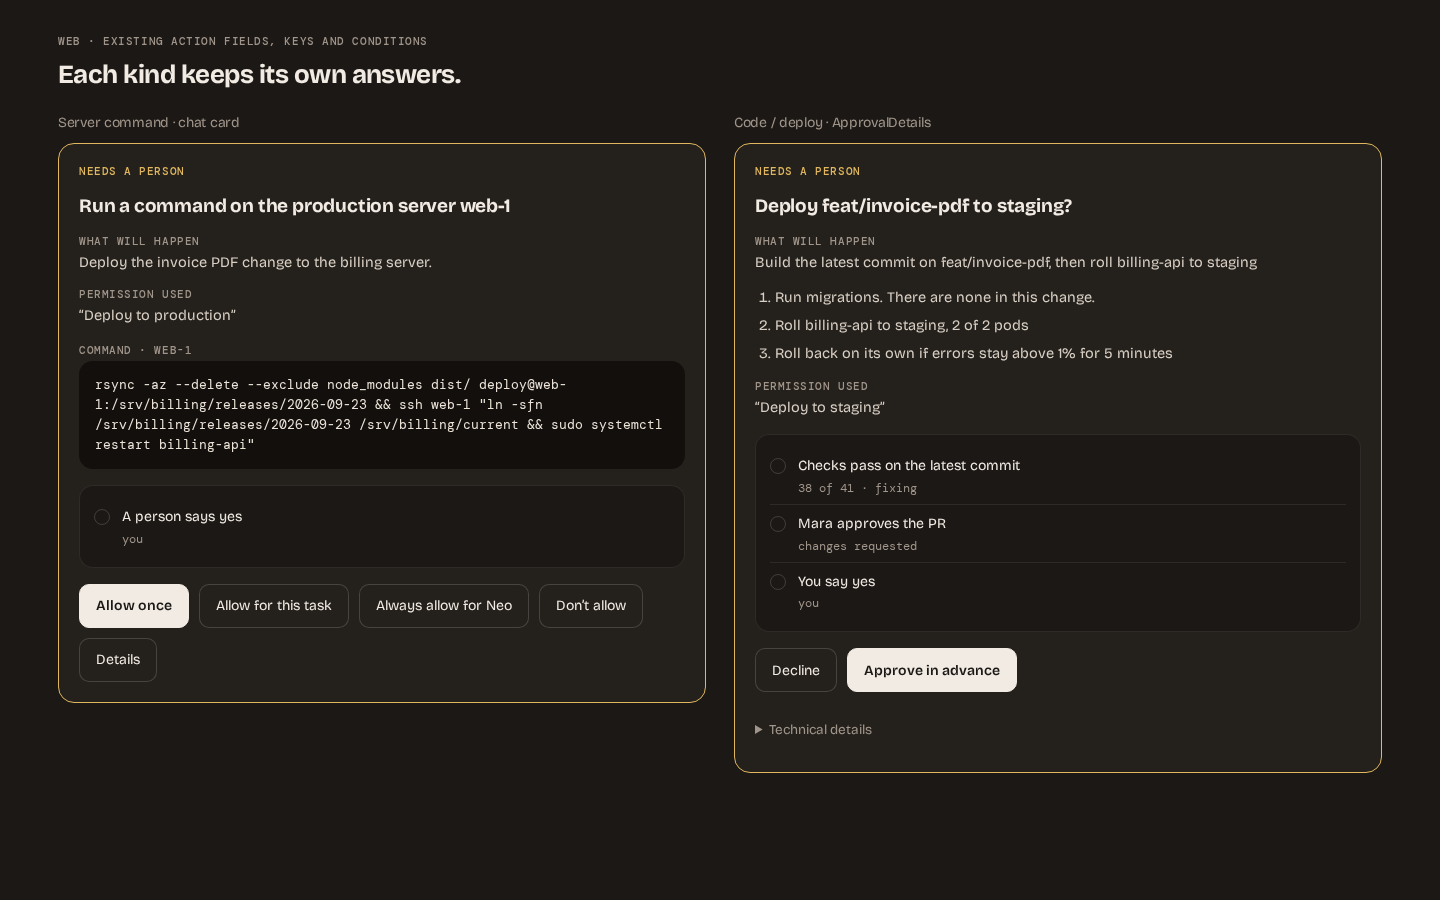 WEB · EXISTING ACTION FIELDS, KEYS AND CONDITIONS
Each kind keeps its own answers.
Server command · chat card
NEEDS A PERSON
Run a command on the production server web-1
WHAT WILL HAPPEN
Deploy the invoice PDF change to the billing server.
PERMISSION USED
“Deploy to production”
COMMAND · WEB-1
rsync -az --delete --exclude node_modules dist/ deploy@web-
1:/srv/billing/releases/2026-09-23 && ssh web-1 "ln -sfn
/srv/billing/releases/2026-09-23 /srv/billing/current && sudo systemctl
restart billing-api"
A person says yes
you
Allow once
Allow for this task
Always allow for Neo
Don’t allow
Details
Code / deploy · ApprovalDetails
NEEDS A PERSON
Deploy feat/invoice-pdf to staging?
WHAT WILL HAPPEN
Build the latest commit on feat/invoice-pdf, then roll billing-api to staging
1. Run migrations. There are none in this change.
2. Roll billing-api to staging, 2 of 2 pods
3. Roll back on its own if errors stay above 1% for 5 minutes
PERMISSION USED
“Deploy to staging”
Checks pass on the latest commit
38 of 41 · fixing
Mara approves the PR
changes requested
You say yes
you
Decline
Approve in advance
Technical details